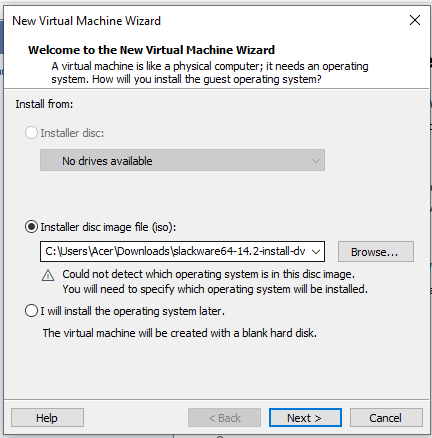 New Virtual Machine Wizard
Welcome to the New Virtual Machine Wizard
A virtual machine is like a physical computer; it needs an operating
system. How will you install the guest operating system?
Install from:
Installer disc:
No drives available
Installer disc image file (iso):
C:\Users\Acer\Downloads\slackware64-14.2-install-dv
Browse...
Could not detect which operating system is in this disc image.
You will need to specify which operating system will be installed.
I will install the operating system later.
The virtual machine will be created with a blank hard disk.
Help
< Back
Next >
Cancel